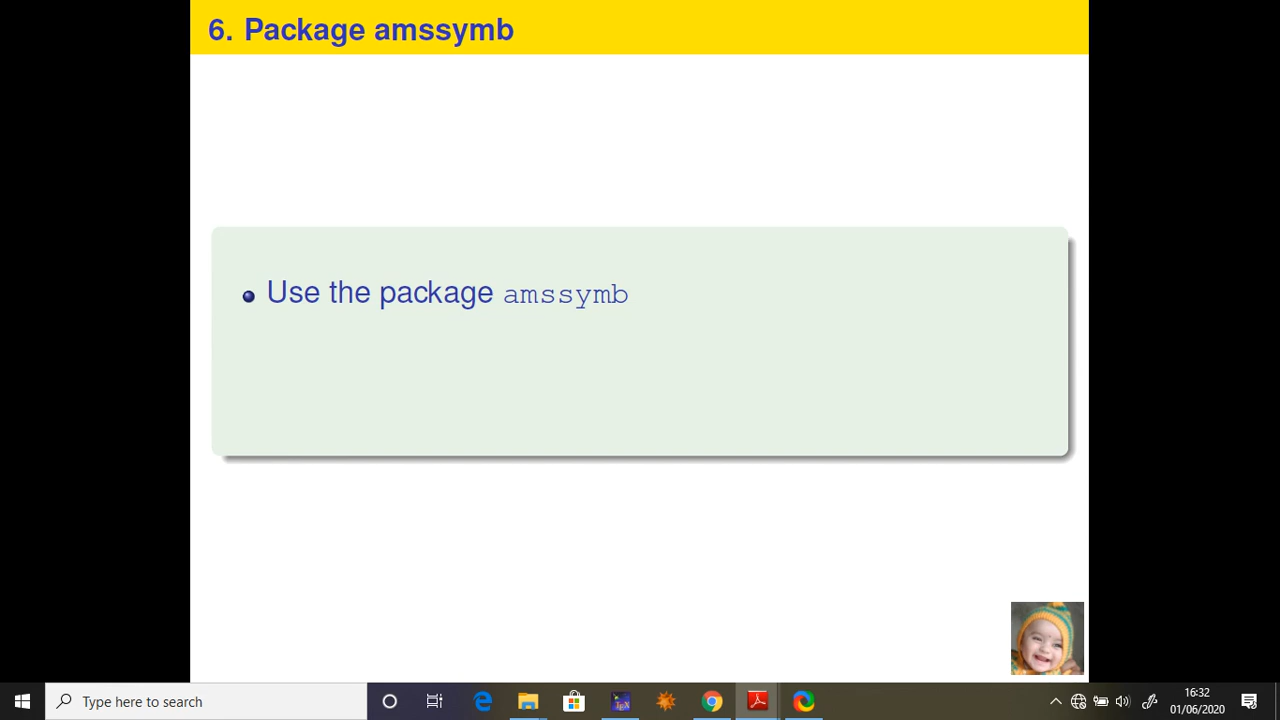 6. Package amssymb
Use the package amssymb
Type here to search
16:32
01/06/2020